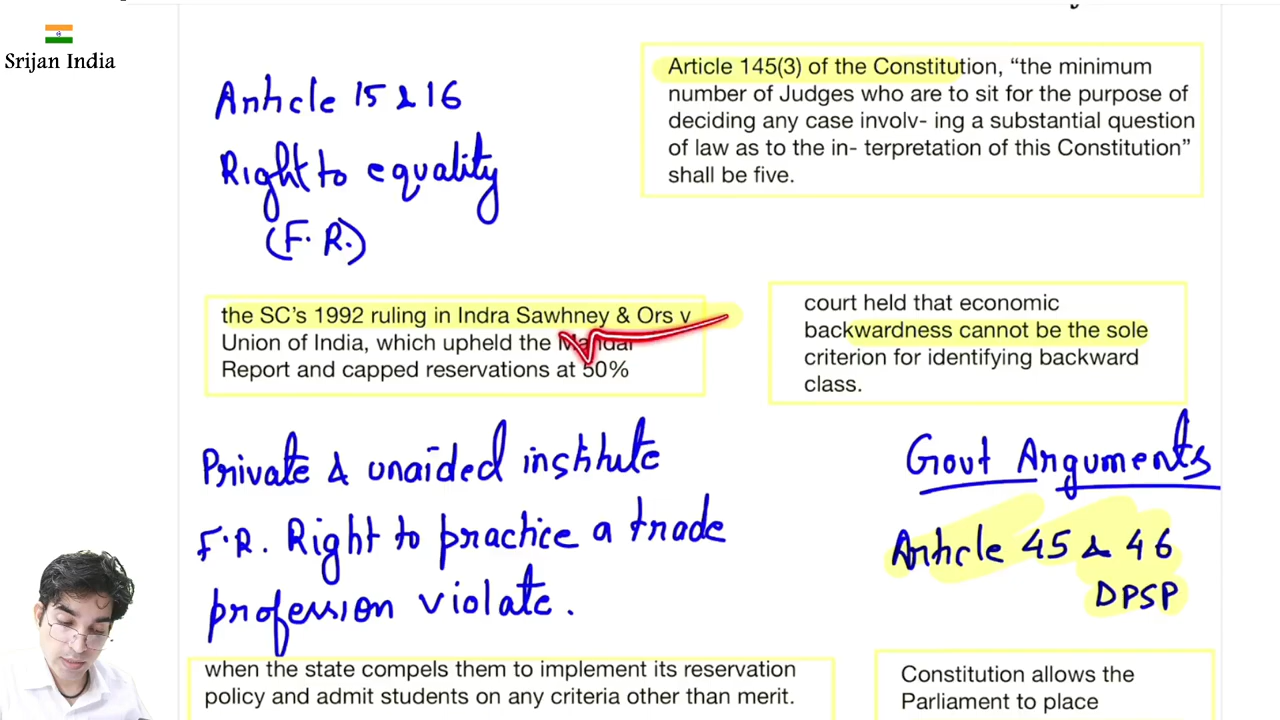 Srijan India
Article 15 & 16
Right to equality
(F. R.)
Article 145(3) of the Constitution, “the minimum
number of Judges who are to sit for the purpose of
deciding any case involv- ing a substantial question
of law as to the in- terpretation of this Constitution”
shall be five.
the SC’s 1992 ruling in Indra Sawhney & Ors v
Union of India, which upheld the Mandal
Report and capped reservations at 50%
court held that economic
backwardness cannot be the sole
criterion for identifying backward
class.
Private & unaided institute
F.R. Right to practice a trade
profession violate.
Govt Arguments
Article 45 & 46
DPSP
when the state compels them to implement its reservation
policy and admit students on any criteria other than merit.
Constitution allows the
Parliament to place